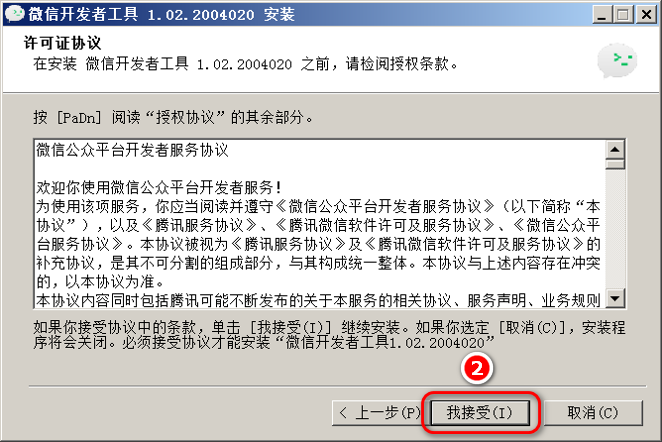 微信开发者工具 1.02.2004020 安装
许可证协议
在安装 微信开发者工具 1.02.2004020 之前，请检阅授权条款。
按 [PaDn] 阅读“授权协议”的其余部分。
微信公众平台开发者服务协议
欢迎你使用微信公众平台开发者服务!
为使用该项服务，你应当阅读并遵守《微信公众平台开发者服务协议》（以下简称“本
协议”），以及《腾讯服务协议》、《腾讯微信软件许可及服务协议》、《微信公众平
台服务协议》。本协议被视为《腾讯服务协议》及《腾讯微信软件许可及服务协议》的
补充协议，是其不可分割的组成部分，与其构成统一整体。本协议与上述内容存在冲突
的，以本协议为准。
本协议内容同时包括腾讯可能不断发布的关于本服务的相关协议、服务声明、业务规则
如果你接受协议中的条款，单击 [我接受(I)] 继续安装。如果你选定 [取消(C)]，安装程
序将会关闭。必须接受协议才能安装“微信开发者工具1.02.2004020”
2
< 上一步(P) 我接受(I) 取消(C)